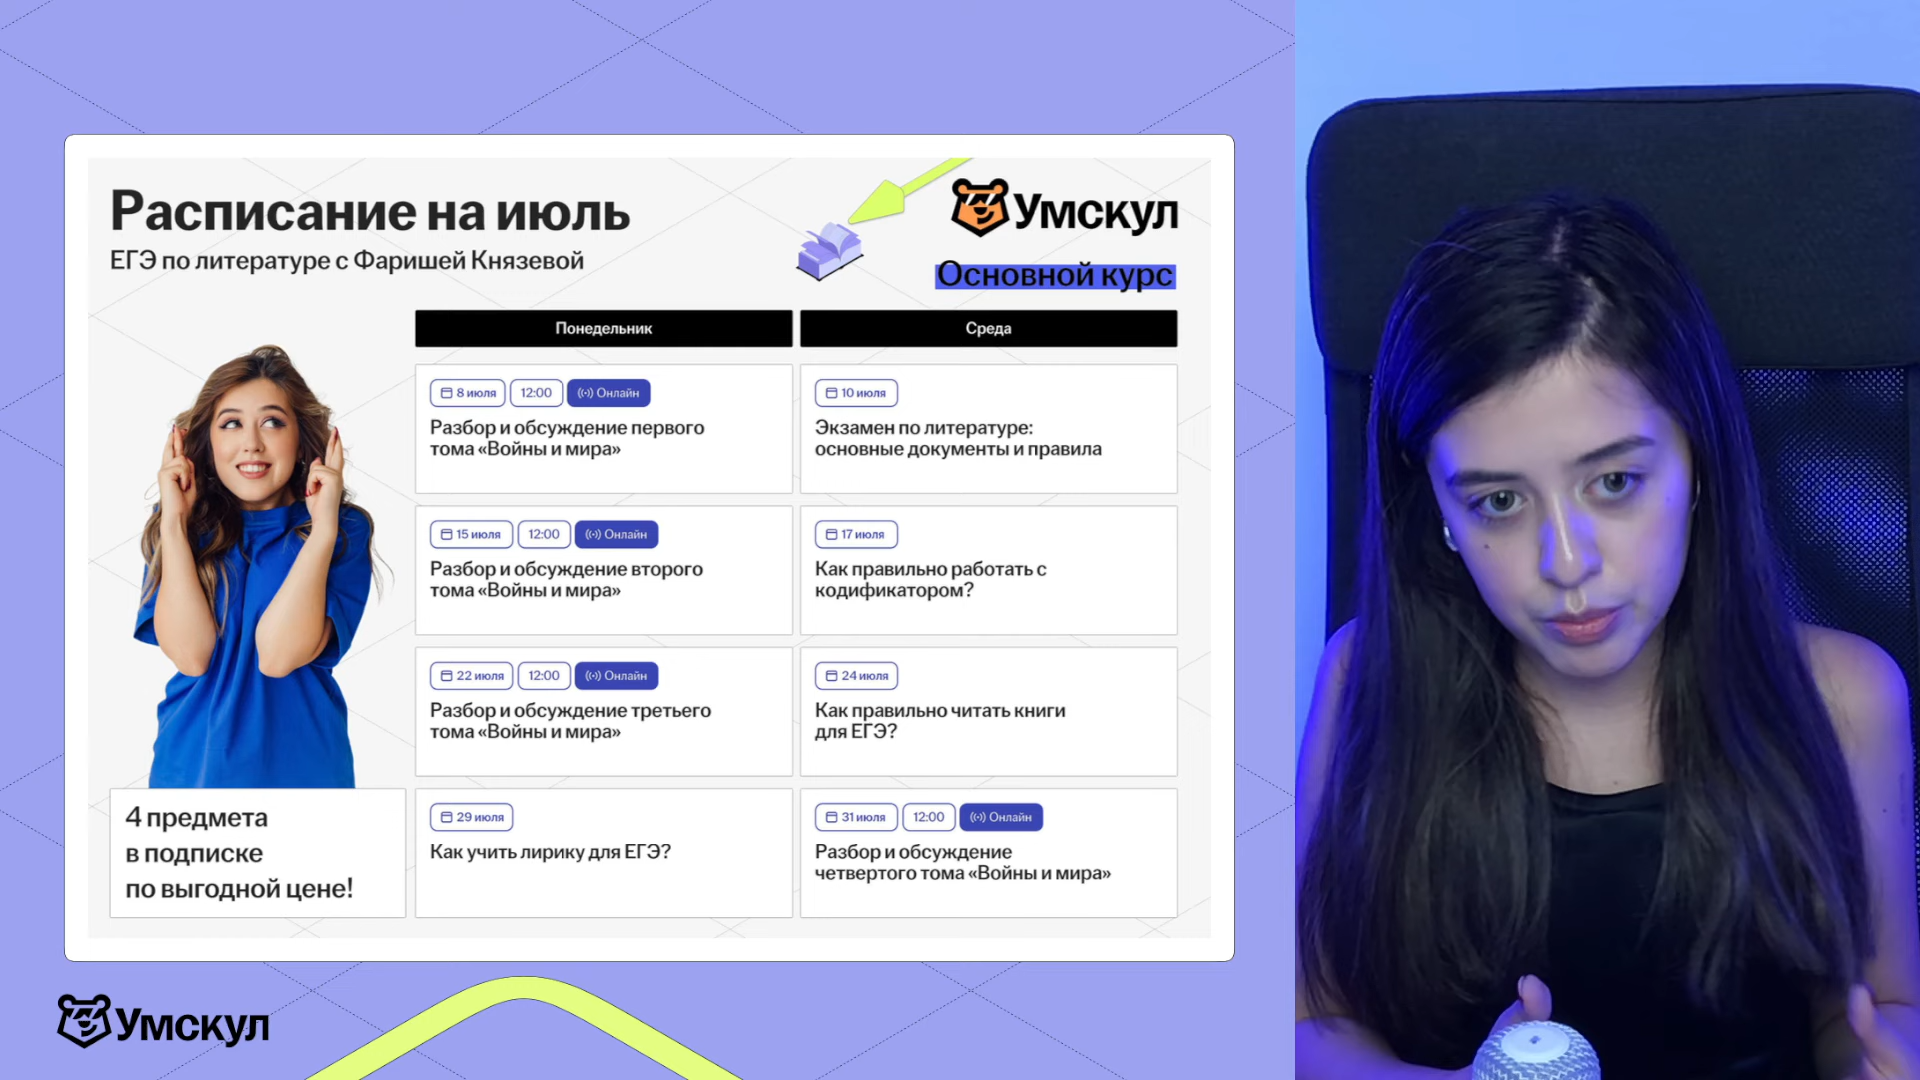 Расписание на июль
ЕГЭ по литературе с Фаришей Князевой
Умскул
Основной курс
Понедельник
Среда
8 июля 12:00 Онлайн
Разбор и обсуждение первого
тома «Войны и мира»
10 июля
Экзамен по литературе:
основные документы и правила
15 июля 12:00 Онлайн
Разбор и обсуждение второго
тома «Войны и мира»
17 июля
Как правильно работать с
кодификатором?
22 июля 12:00 Онлайн
Разбор и обсуждение третьего
тома «Войны и мира»
24 июля
Как правильно читать книги
для ЕГЭ?
4 предмета
в подписке
по выгодной цене!
29 июля
Как учить лирику для ЕГЭ?
31 июля 12:00 Онлайн
Разбор и обсуждение
четвертого тома «Войны и мира»
Умскул